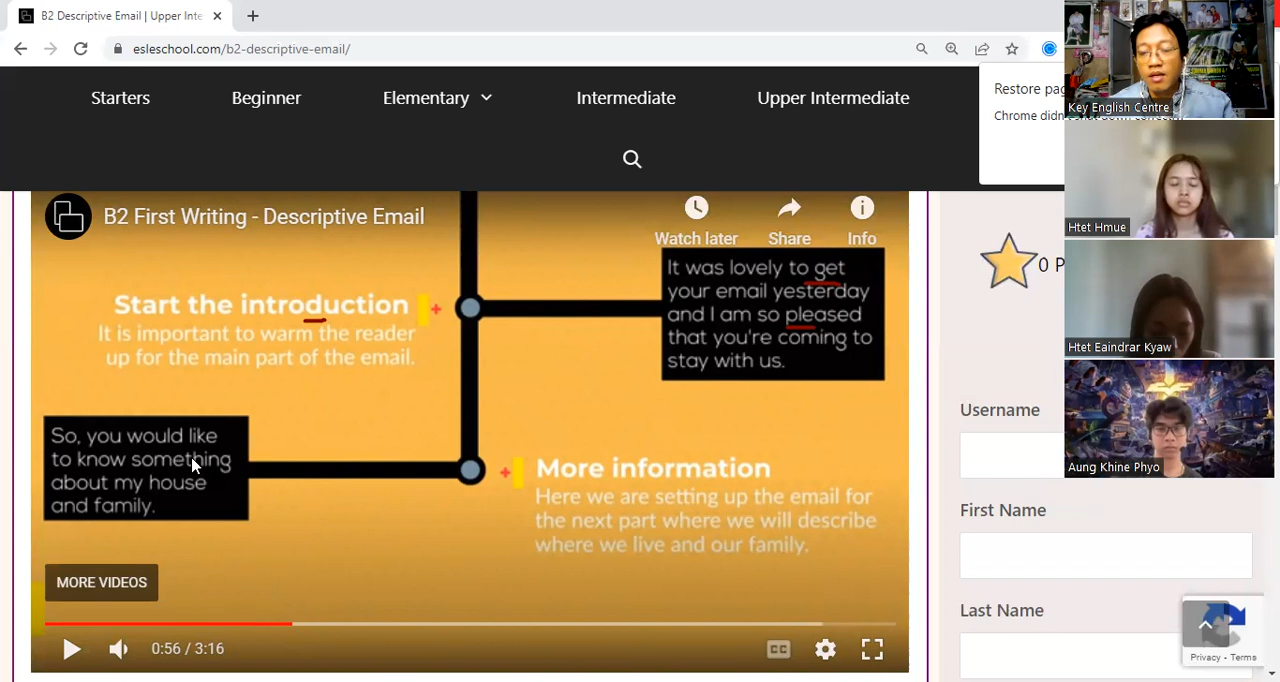 B2 Descriptive Email | Upper Inte
esleschool.com/b2-descriptive-email/
Starters
Beginner
Elementary
Intermediate
Upper Intermediate
Restore pag
Chrome didn
B2 First Writing - Descriptive Email
Watch later
Share
Info
Start the introduction
It is important to warm the reader
up for the main part of the email.
It was lovely to get
your email yesterday
and I am so pleased
that you're coming to
stay with us.
So, you would like
to know something
about my house
and family.
More information
Here we are setting up the email for
the next part where we will describe
where we live and our family.
MORE VIDEOS
0:56 / 3:16
CC
0 P
Username
First Name
Last Name
Privacy - Terms
Key English Centre
Htet Hmue
Htet Eaindrar Kyaw
Aung Khine Phyo